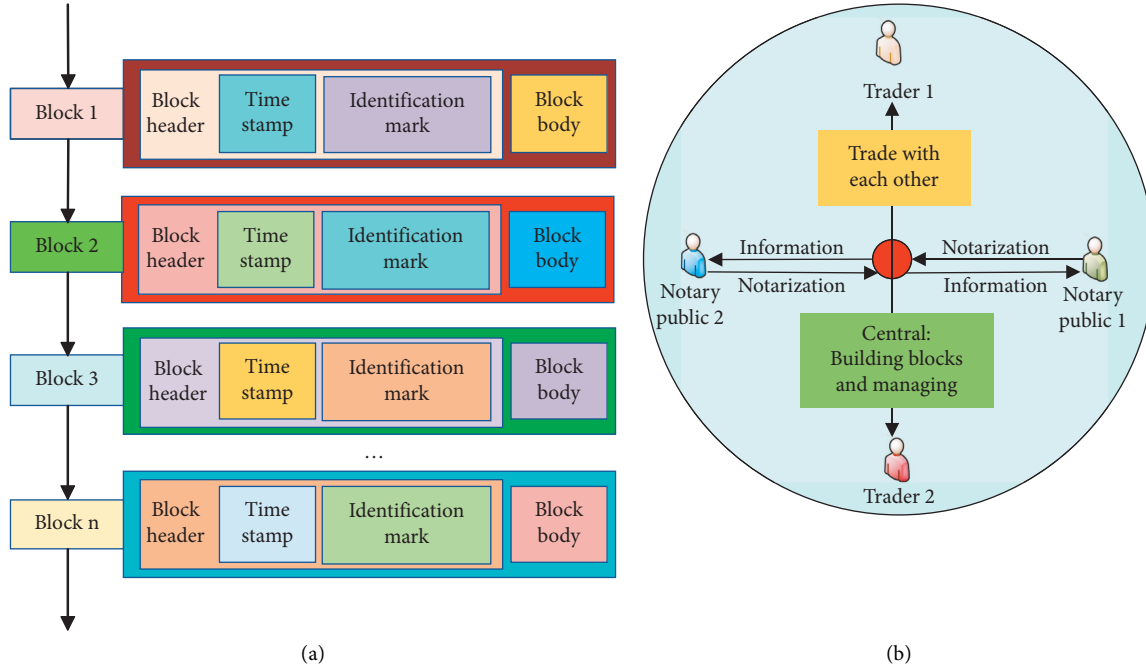 Block 1
Block
header
Time
stamp
Identification
mark
Block
body
Block 2
Block
header
Time
stamp
Identification
mark
Block
body
Block 3
Block
header
Time
stamp
Identification
mark
Block
body
...
Block n
Block
header
Time
stamp
Identification
mark
Block
body
(a)
Trader 1
Trade with
each other
Information
Notarization
Notarization
Information
Notary
public 2
Notary
public 1
Central:
Building blocks
and managing
Trader 2
(b)